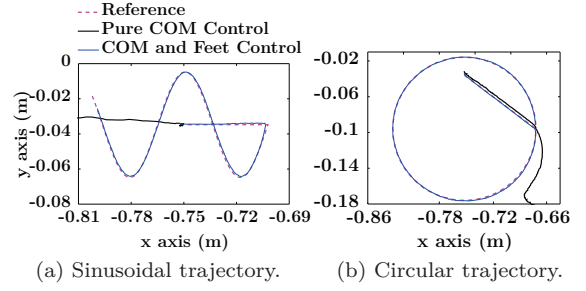 Reference
Pure COM Control
COM and Feet Control
0
-0.02
-0.04
-0.06
-0.08
y axis (m)
-0.81 -0.78 -0.75 -0.72 -0.69
x axis (m)
(a) Sinusoidal trajectory.
-0.02
-0.06
-0.1
-0.14
-0.18
-0.86 -0.78 -0.72 -0.66
x axis (m)
(b) Circular trajectory.